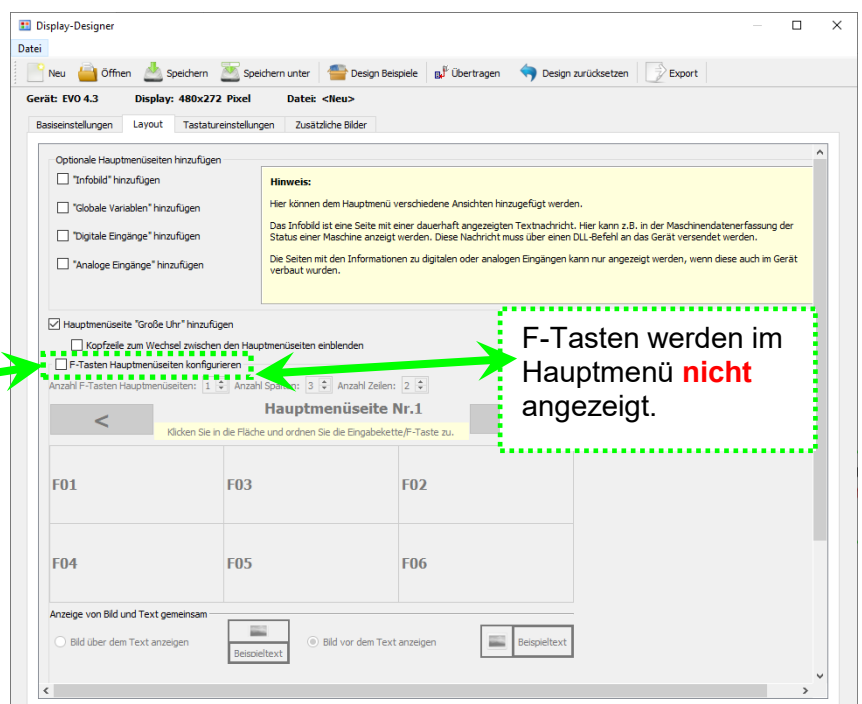 Display-Designer
Datei
Neu Öffnen Speichern Speichern unter Design Beispiele Übertragen Design zurücksetzen Export
Gerät: EVO 4.3 Display: 480x272 Pixel Datei: <Neu>
Basiseinstellungen Layout Tastatureinstellungen Zusätzliche Bilder
Optionale Hauptmenüseiten hinzufügen
"Infobild" hinzufügen
"Globale Variablen" hinzufügen
"Digitale Eingänge" hinzufügen
"Analoge Eingänge" hinzufügen
Hinweis:
Hier können dem Hauptmenü verschiedene Ansichten hinzugefügt werden.
Das Infobild ist eine Seite mit einer dauerhaft angezeigten Textnachricht. Hier kann z.B. in der Maschinendatenerfassung der
Status einer Maschine anzeigt werden. Diese Nachricht muss über einen DLL-Befehl an das Gerät versendet werden.
Die Seiten mit den Informationen zu digitalen oder analogen Eingängen kann nur angezeigt werden, wenn diese auch im Gerät
verbaut wurden.
Hauptmenüseite "Große Uhr" hinzufügen
Kopfzeile zum Wechsel zwischen den Hauptmenüseiten einblenden
F-Tasten Hauptmenüseiten konfigurieren
Anzahl F-Tasten Hauptmenüseiten: 1 Anzahl Spalten: 3 Anzahl Zeilen: 2
F-Tasten werden im
Hauptmenü nicht
angezeigt.
< Hauptmenüseite Nr.1
Klicken Sie in die Fläche und ordnen Sie die Eingabekette/F-Taste zu.
F01 F03 F02
F04 F05 F06
Anzeige von Bild und Text gemeinsam
Bild über dem Text anzeigen Beispieltext Bild vor dem Text anzeigen Beispieltext